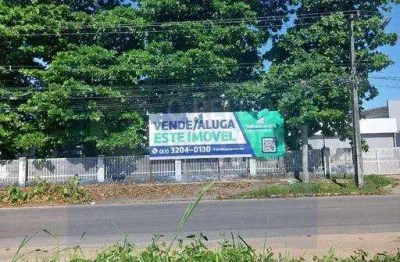 VENDE/ALUGA
ESTE IMÓVEL
(83) 3204-0130